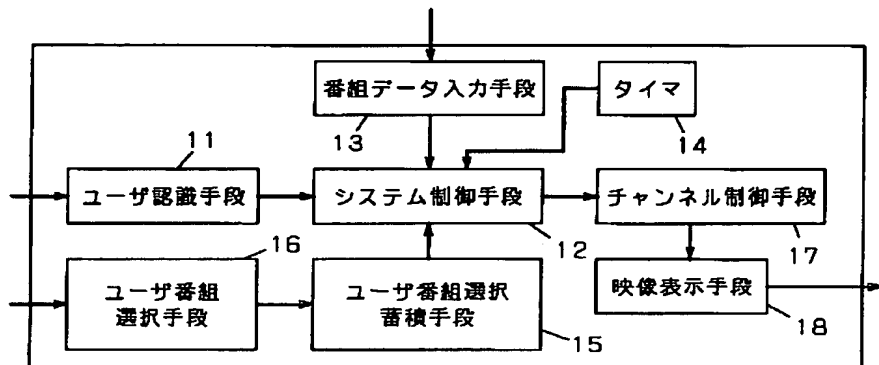 番組データ入力手段
タイマ
13
14
11
ユーザ認識手段
システム制御手段
チャンネル制御手段
16
12
17
ユーザ番組
選択手段
ユーザ番組選択
蓄積手段
映像表示手段
15
18